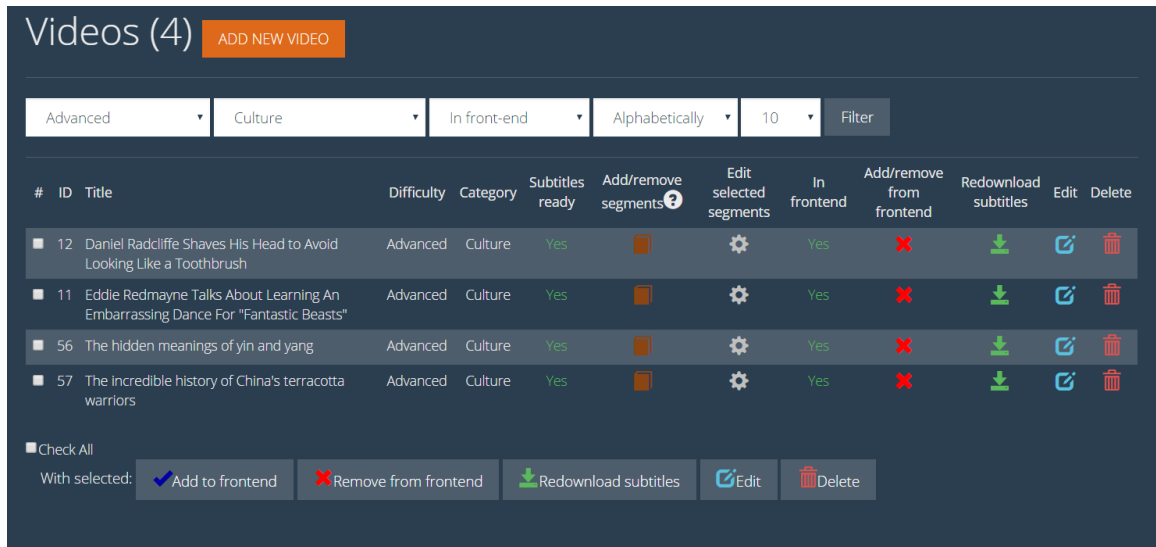 Videos (4) ADD NEW VIDEO
Advanced Culture In front-end Alphabetically 10 Filter
# ID Title Difficulty Category Subtitles ready Add/remove segments? Edit selected segments In frontend Add/remove from frontend Redownload subtitles Edit Delete
12 Daniel Radcliffe Shaves His Head to Avoid Advanced Culture Yes Yes
Looking Like a Toothbrush
11 Eddie Redmayne Talks About Learning An Advanced Culture Yes Yes
Embarrassing Dance For "Fantastic Beasts"
56 The hidden meanings of yin and yang Advanced Culture Yes Yes
57 The incredible history of China's terracotta Advanced Culture Yes Yes
warriors
Check All
With selected: Add to frontend Remove from frontend Redownload subtitles Edit Delete